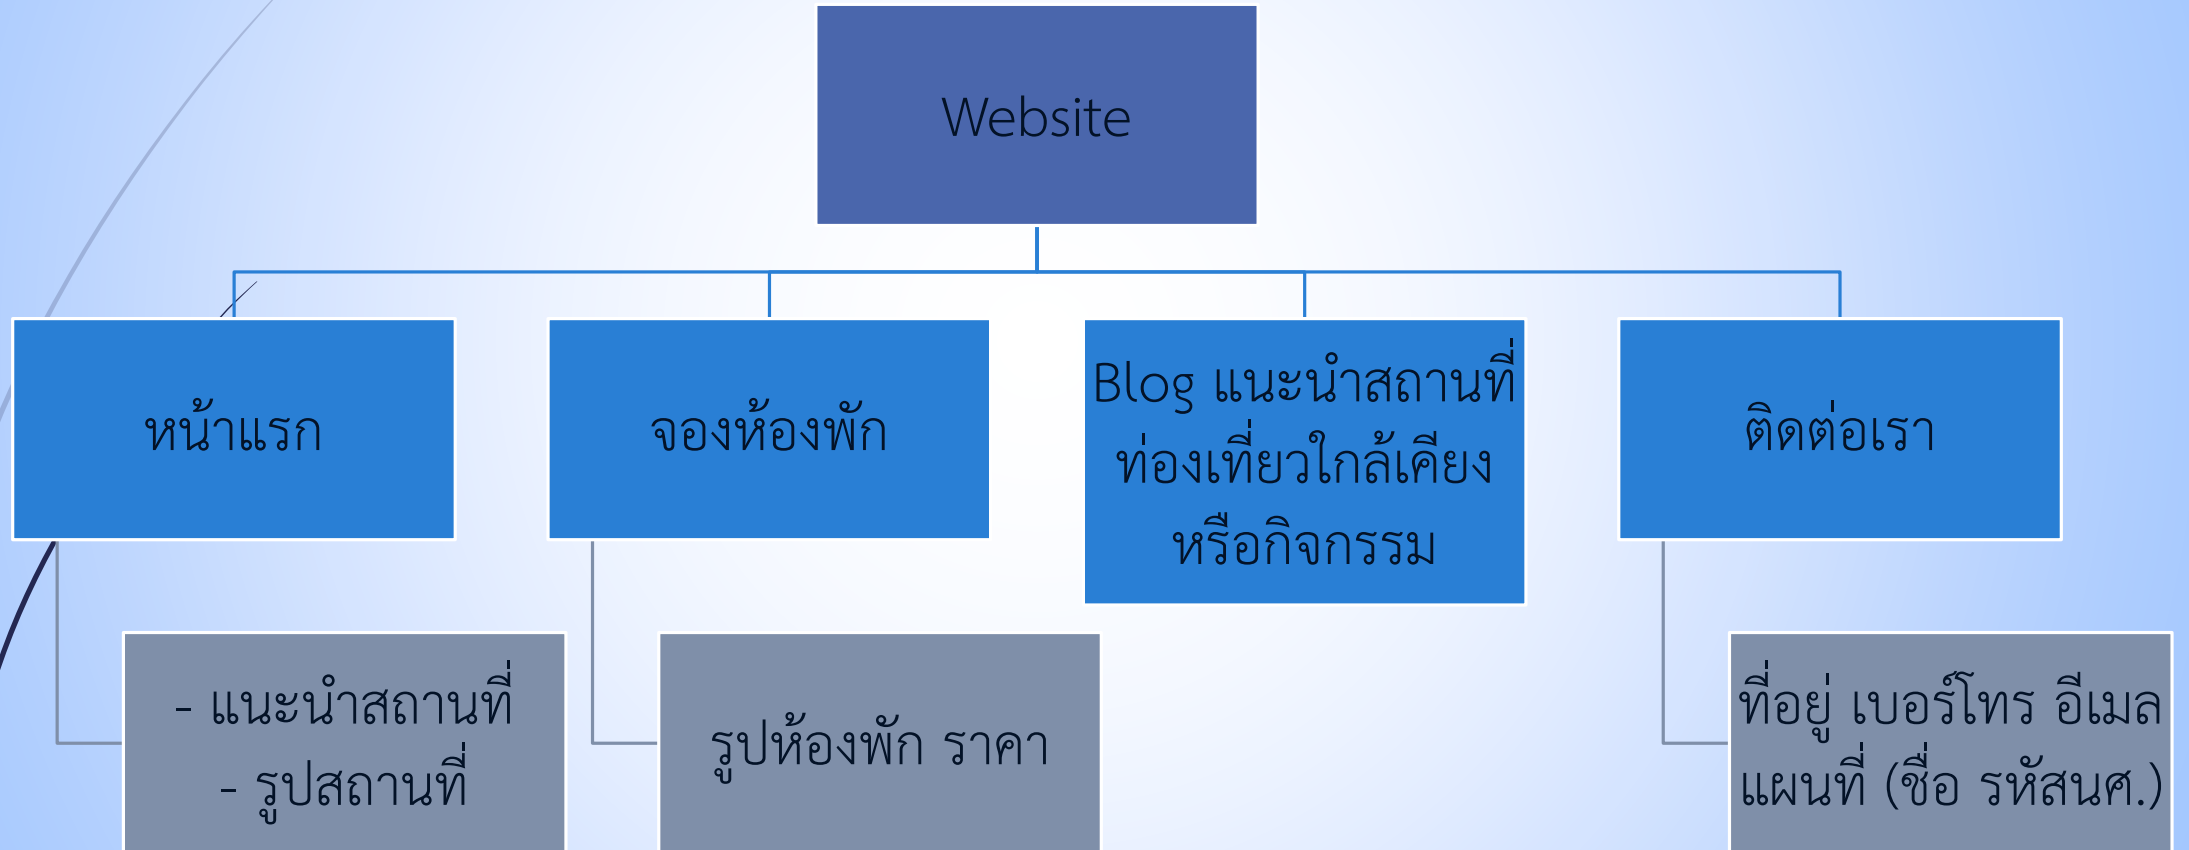 Website
หน้าแรก
จองห้องพัก
Blog แนะนำสถานที่
ท่องเที่ยวใกล้เคียง
หรือกิจกรรม
ติดต่อเรา
- แนะนำสถานที่
- รูปสถานที่
รูปห้องพัก ราคา
ที่อยู่ เบอร์โทร อีเมล
แผนที่ (ชื่อ รหัสนศ.)